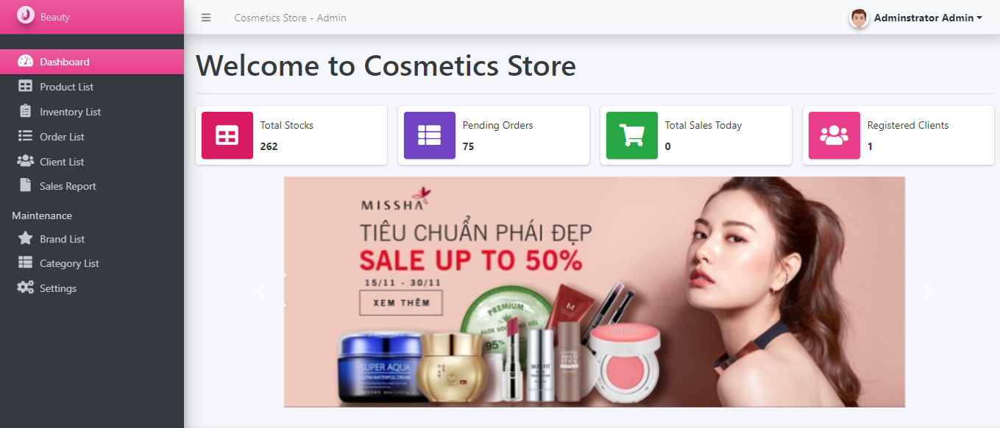 Beauty
Cosmetics Store - Admin
Adminstrator Admin
Dashboard
Product List
Inventory List
Order List
Client List
Sales Report
Maintenance
Brand List
Category List
Settings
Welcome to Cosmetics Store
Total Stocks
262
Pending Orders
75
Total Sales Today
0
Registered Clients
1
MISSHA
TIÊU CHUẨN PHÁI ĐẸP
SALE UP TO 50%
15/11 - 30/11
XEM THÊM
PREMIUM
ALOE SOOTHING GEL
95%
M
SUPER AQUA
ULTRA WATERFUL CREAM
MISSHA
SKIN FIT
MULTI
STICK